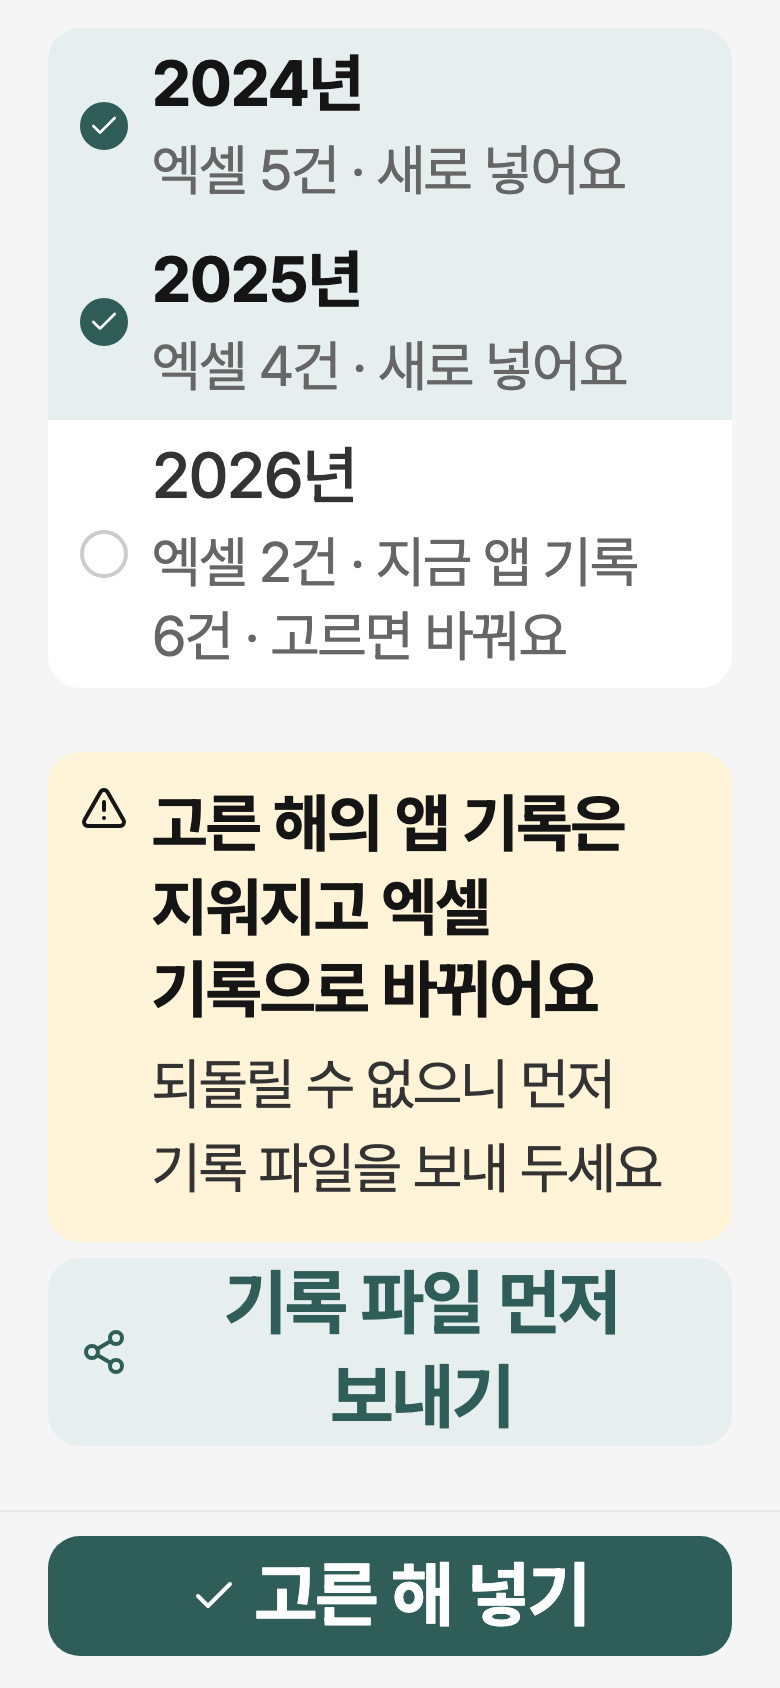 2024년
엑셀 5건 · 새로 넣어요
2025년
엑셀 4건 · 새로 넣어요
2026년
엑셀 2건 · 지금 앱 기록
6건 · 고르면 바꿔요
고른 해의 앱 기록은
지워지고 엑셀
기록으로 바뀌어요
되돌릴 수 없으니 먼저
기록 파일을 보내 두세요
기록 파일 먼저
보내기
고른 해 넣기